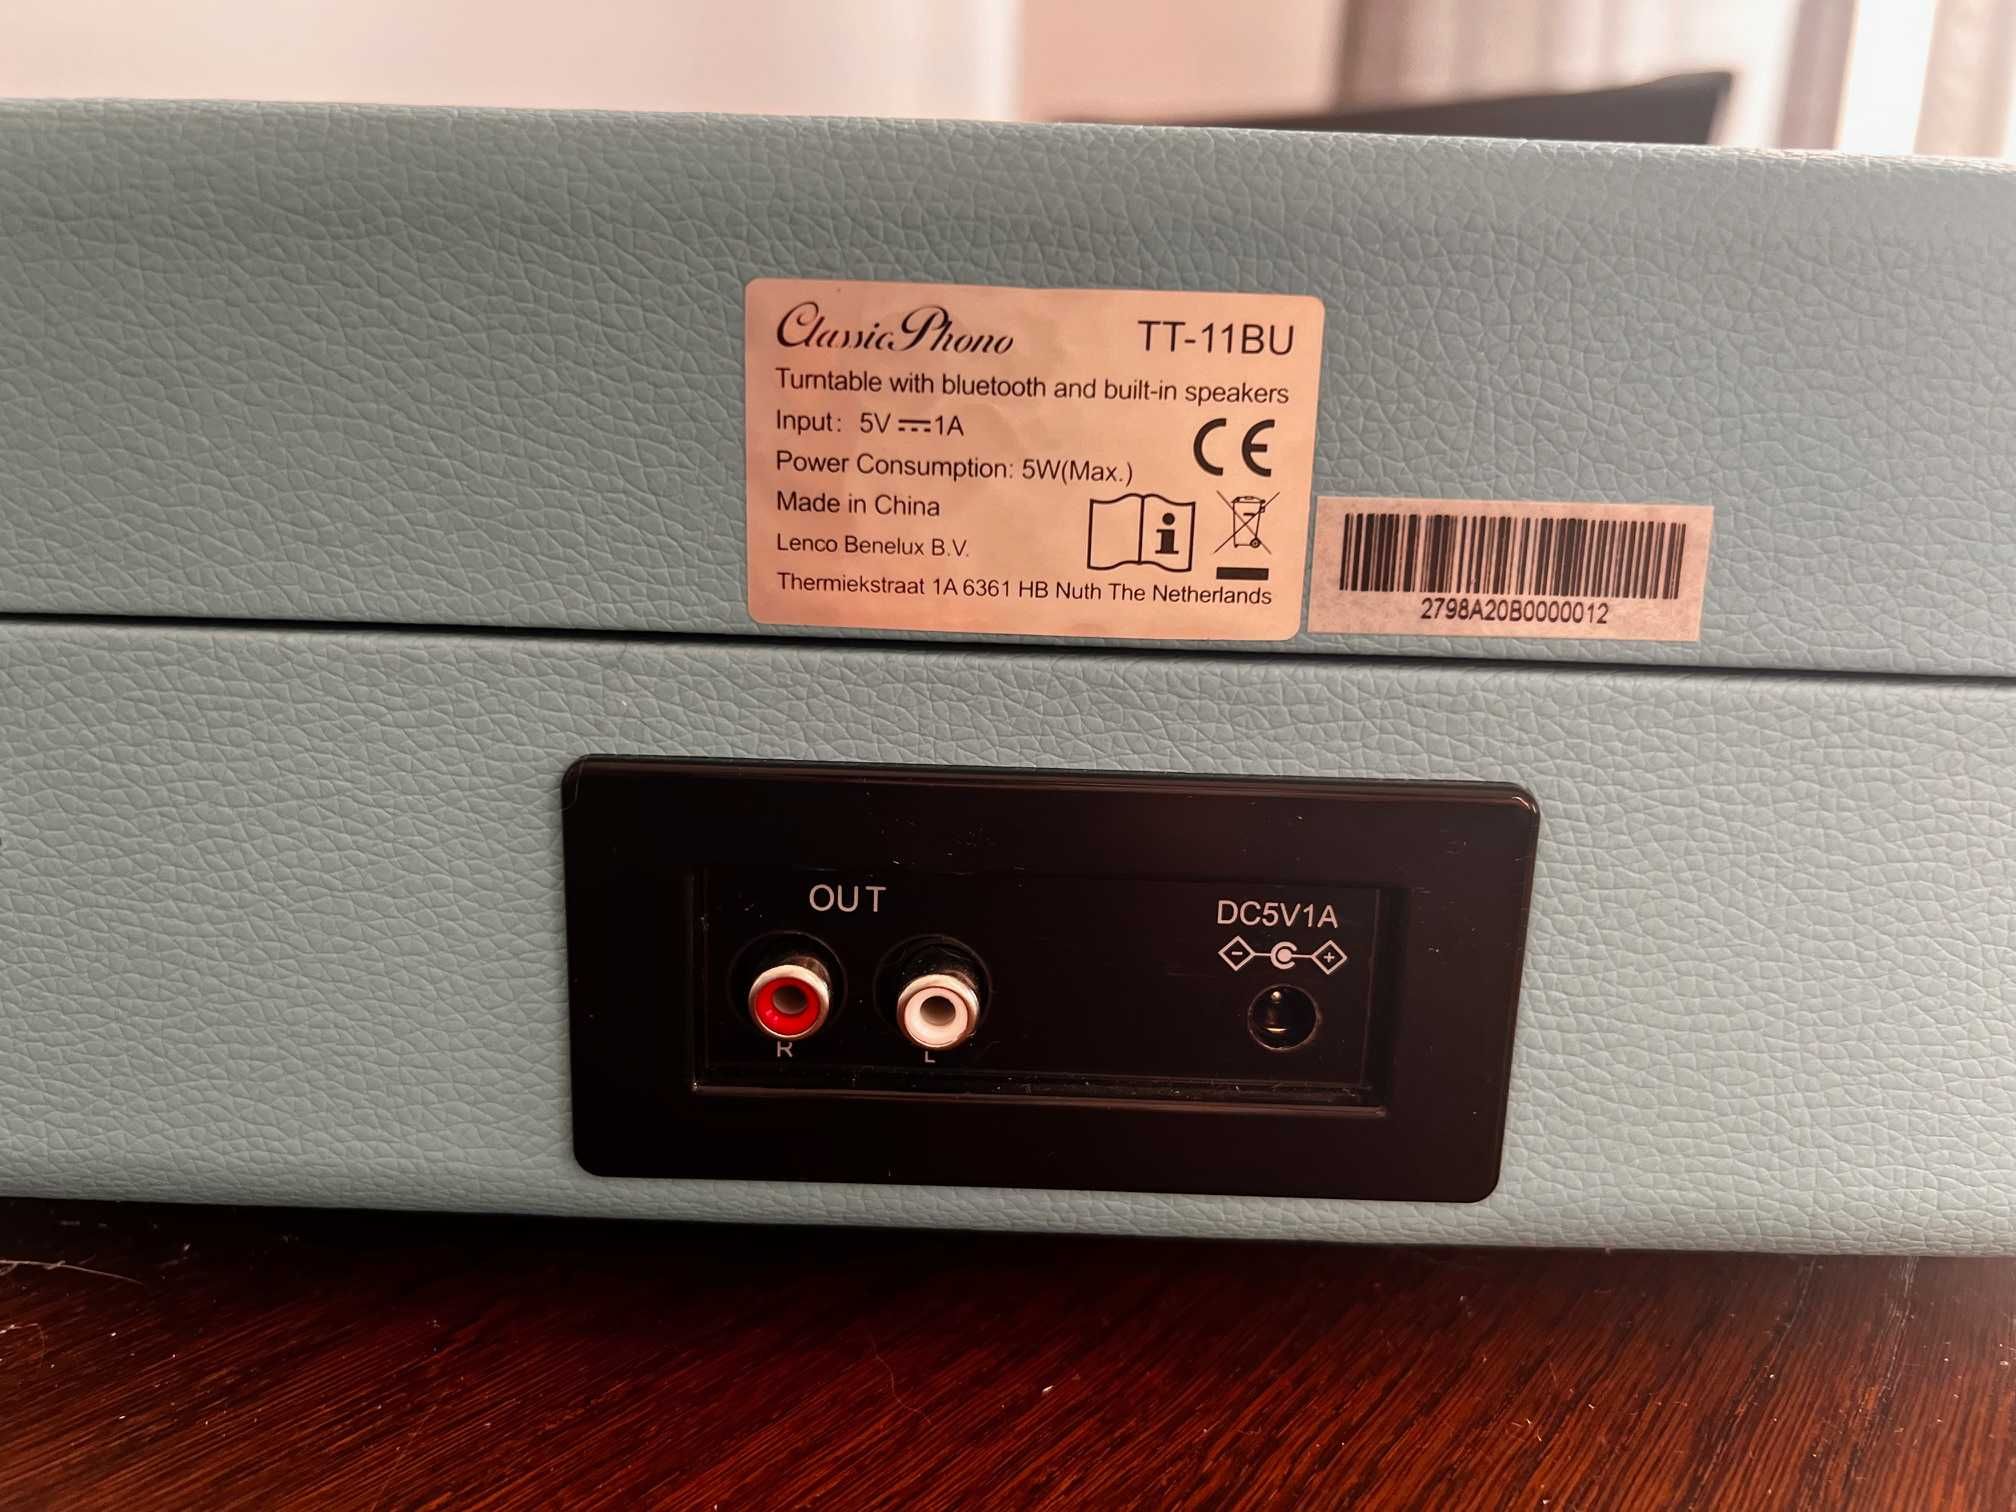 Classic Phono TT-11BU
Turntable with bluetooth and built-in speakers
Input: 5V ⎓ 1A
Power Consumption: 5W(Max.)
CE
Made in China
Lenco Benelux B.V.
Thermiekstraat 1A 6361 HB Nuth The Netherlands
2798A20B0000012
OUT
DC5V1A
R L